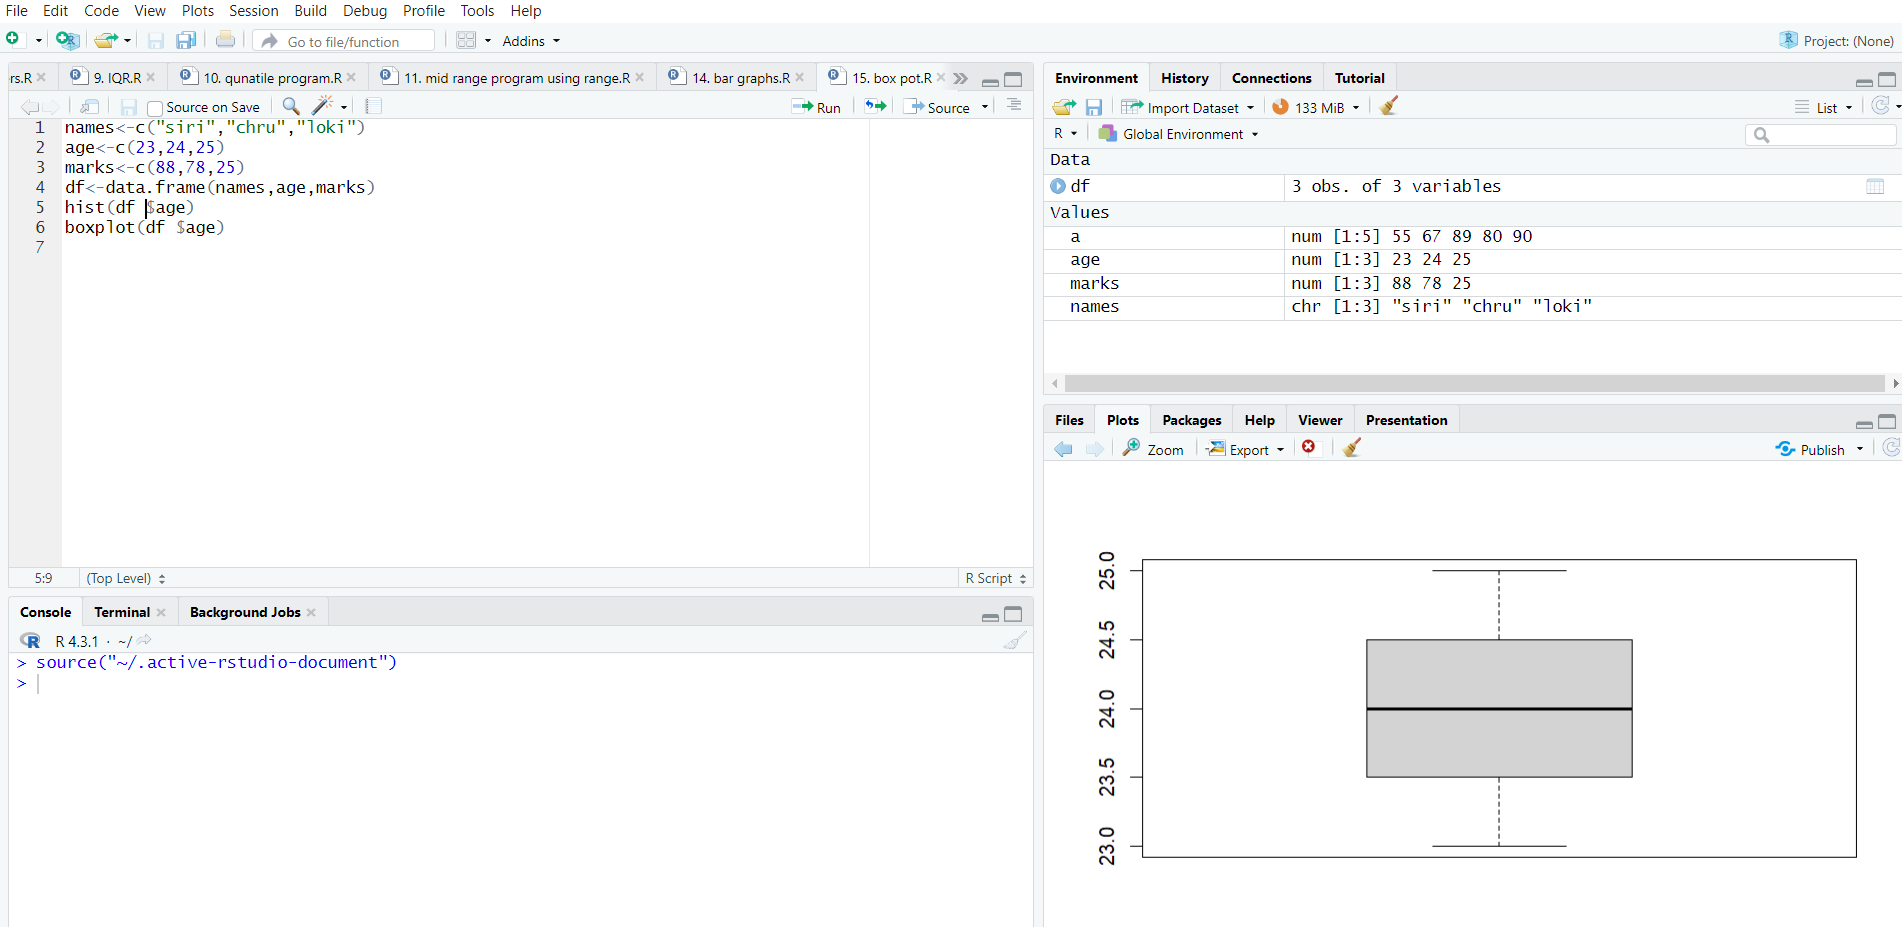 File Edit Code View Plots Session Build Debug Profile Tools Help
Go to file/function Addins Project: (None)
rs.R 9. IQR.R 10. qunatile program.R 11. mid range program using range.R 14. bar graphs.R 15. box pot.R
Source on Save Run Source
1 names<-c("siri","chru","loki")
2 age<-c(23,24,25)
3 marks<-c(88,78,25)
4 df<-data.frame(names,age,marks)
5 hist(df $age)
6 boxplot(df $age)
7
5:9 (Top Level) R Script
Console Terminal Background Jobs
R 4.3.1 · ~/
> source("~/.active-rstudio-document")
>
Environment History Connections Tutorial
Import Dataset 133 MiB List
R Global Environment
Data
df 3 obs. of 3 variables
Values
a num [1:5] 55 67 89 80 90
age num [1:3] 23 24 25
marks num [1:3] 88 78 25
names chr [1:3] "siri" "chru" "loki"
Files Plots Packages Help Viewer Presentation
Zoom Export Publish
25.0
24.5
24.0
23.5
23.0